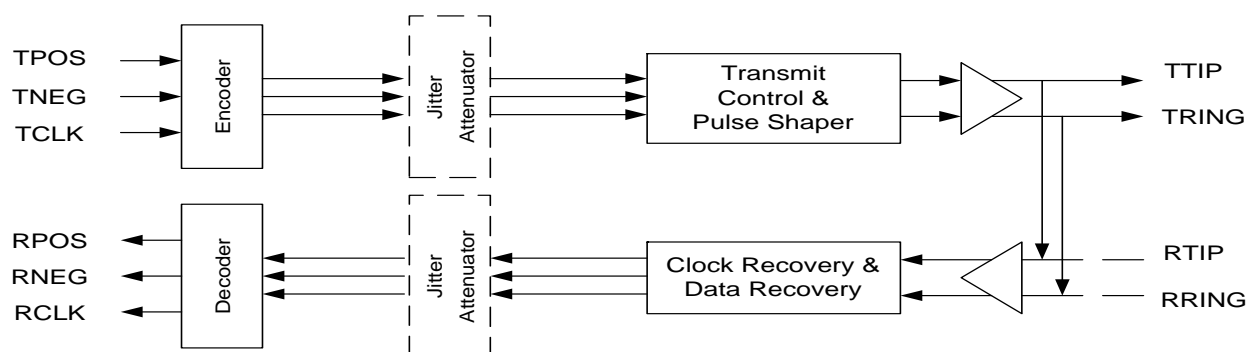 TPOS
TNEG
TCLK
Encoder
Jitter
Attenuator
Transmit
Control &
Pulse Shaper
TTIP
TRING
RPOS
RNEG
RCLK
Decoder
Jitter
Attenuator
Clock Recovery &
Data Recovery
RTIP
RRING